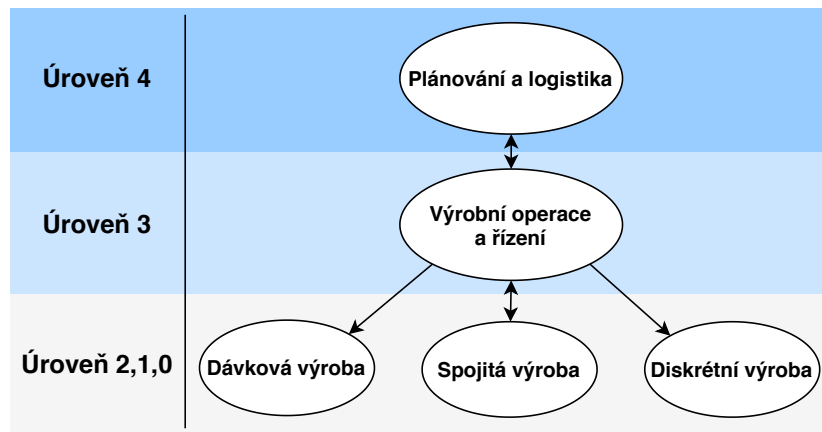 Úroveň 4
Plánování a logistika
Úroveň 3
Výrobní operace
a řízení
Úroveň 2,1,0
Dávková výroba
Spojitá výroba
Diskrétní výroba